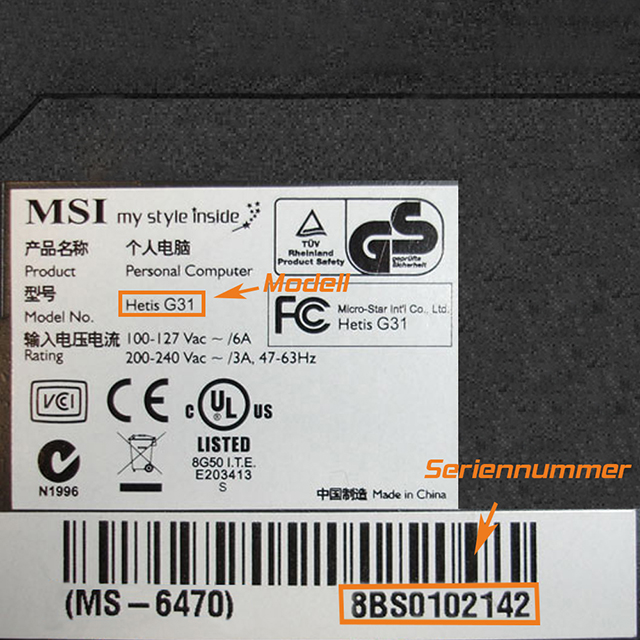 MSI my style inside
TÜV
Rheinland
Product Safety
GS
geprüfte
Sicherheit
产品名称 个人电脑
Product Personal Computer
Modell
型号
Model No. Hetis G31
FCC Micro-Star Int'l Co., Ltd.
Hetis G31
输入电压电流 100-127 Vac ~ /6A
Rating 200-240 Vac ~ /3A, 47-63Hz
VCI
CE
c UL US
®
LISTED
8G50 I.T.E.
E203413
S
N1996
中国制造 Made in China
Seriennummer
(MS-6470) 8BS0102142